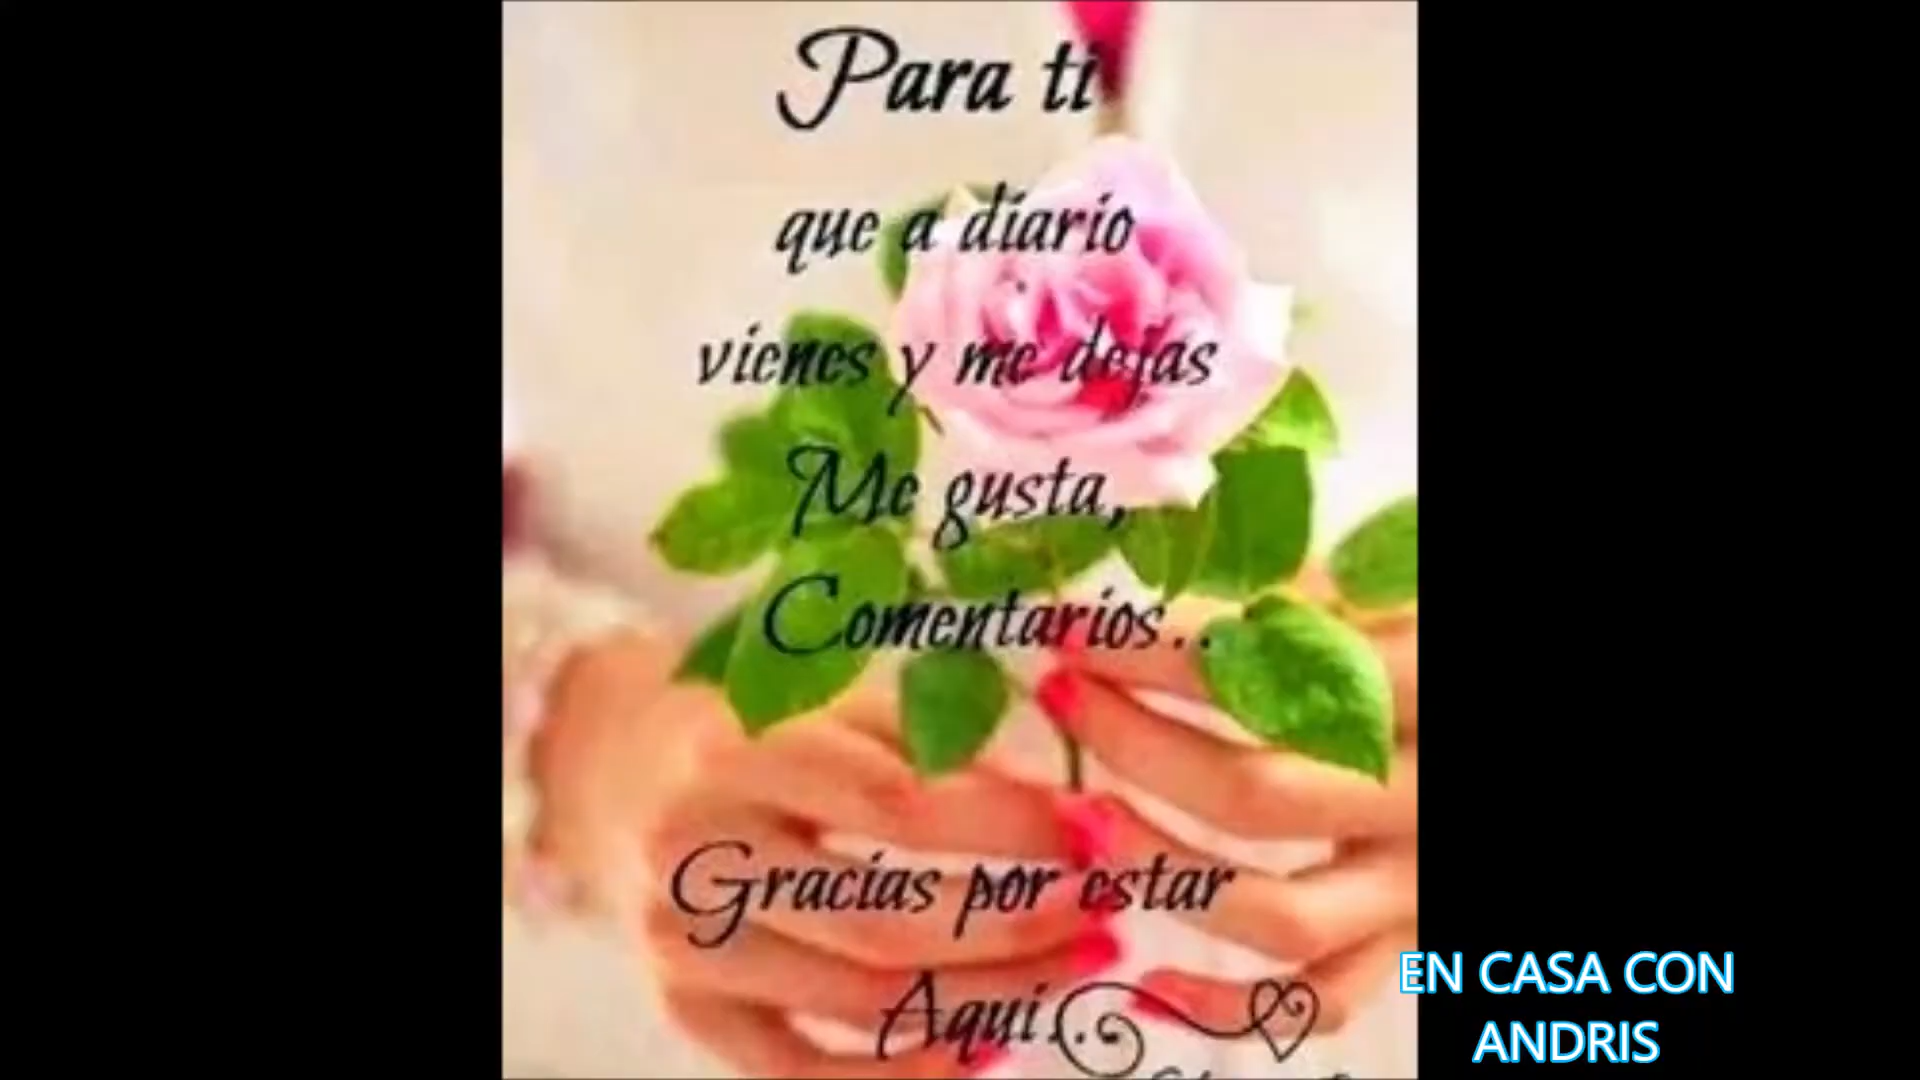 Para ti
que a diario
vienes y me dejas
Me gusta,
Comentarios..
Gracias por estar
Aquí...
EN CASA CON
ANDRIS